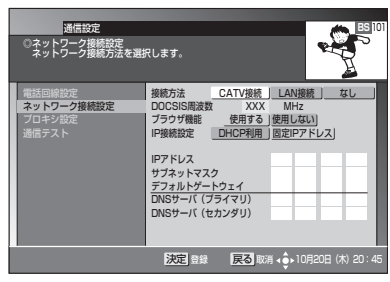 通信設定
BS 101
◎ネットワーク接続設定
ネットワーク接続方法を選択します。
電話回線設定
ネットワーク接続設定
プロキシ設定
通信テスト
接続方法 CATV接続 LAN接続 なし
DOCSIS周波数 XXX MHz
ブラウザ機能 使用する 使用しない
IP接続設定 DHCP利用 固定IPアドレス
IPアドレス
サブネットマスク
デフォルトゲートウェイ
DNSサーバ (プライマリ)
DNSサーバ (セカンダリ)
決定 登録 戻る 取消 10月20日 (木) 20:45